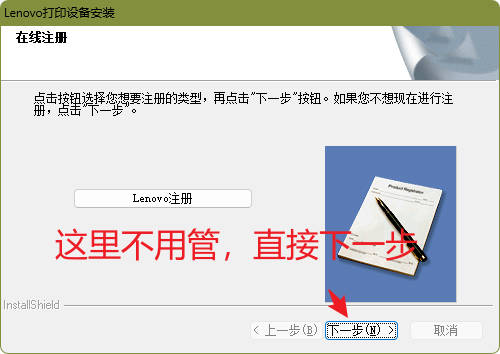 Lenovo打印设备安装
在线注册
点击按钮选择您想要注册的类型，再点击"下一步"按钮。如果您不想现在进行注
册，点击"下一步"。
Product Registration
Lenovo注册
这里不用管，直接下一步
InstallShield
< 上一步(B)
下一步(N) >
取消